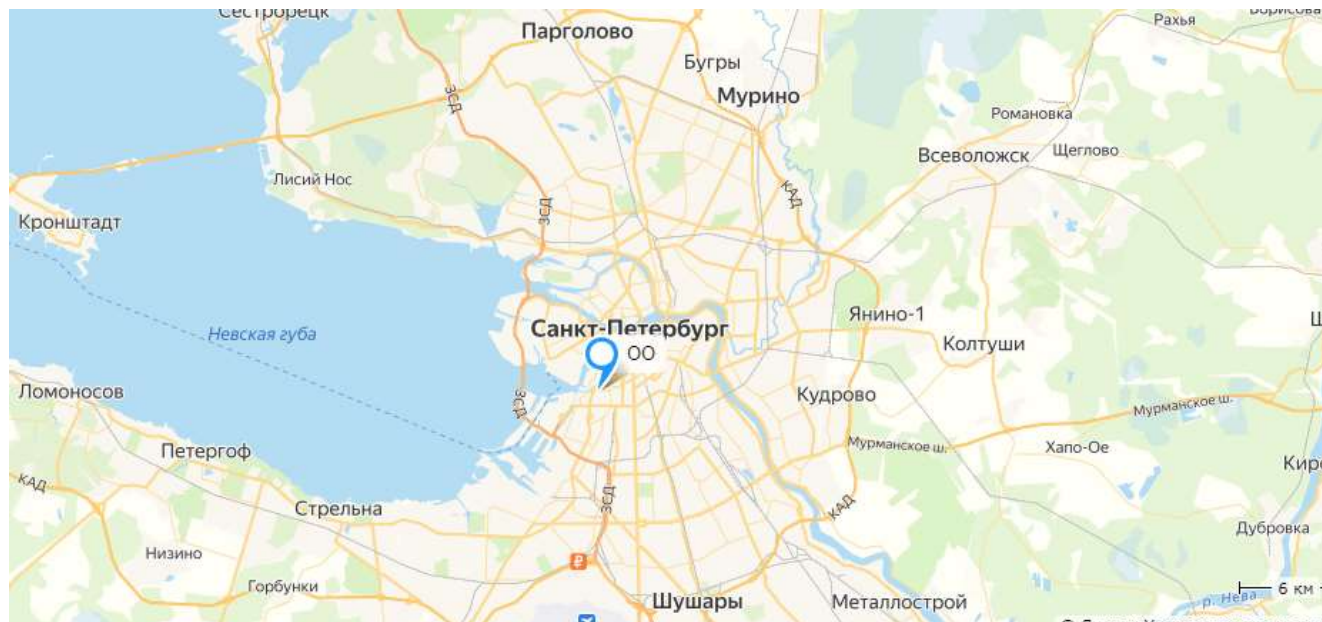 Сестрорецк
Рахья
Парголово
Бугры
Мурино
ЗСД
Романовка
Щеглово
Всеволожск
Лисий Нос
КАД
ЗСД
Кронштадт
Янино-1
Санкт-Петербург
Невская губа
ОО
Колтуши
Ломоносов
Кудрово
ЗСД
Мурманское ш.
Петергоф
Мурманское ш.
Хапо-Ое
КАД
ЗСД
Стрельна
КАД
Дубровка
Низино
₽
Горбунки
6 км
Шушары
Металлострой
р. Нева